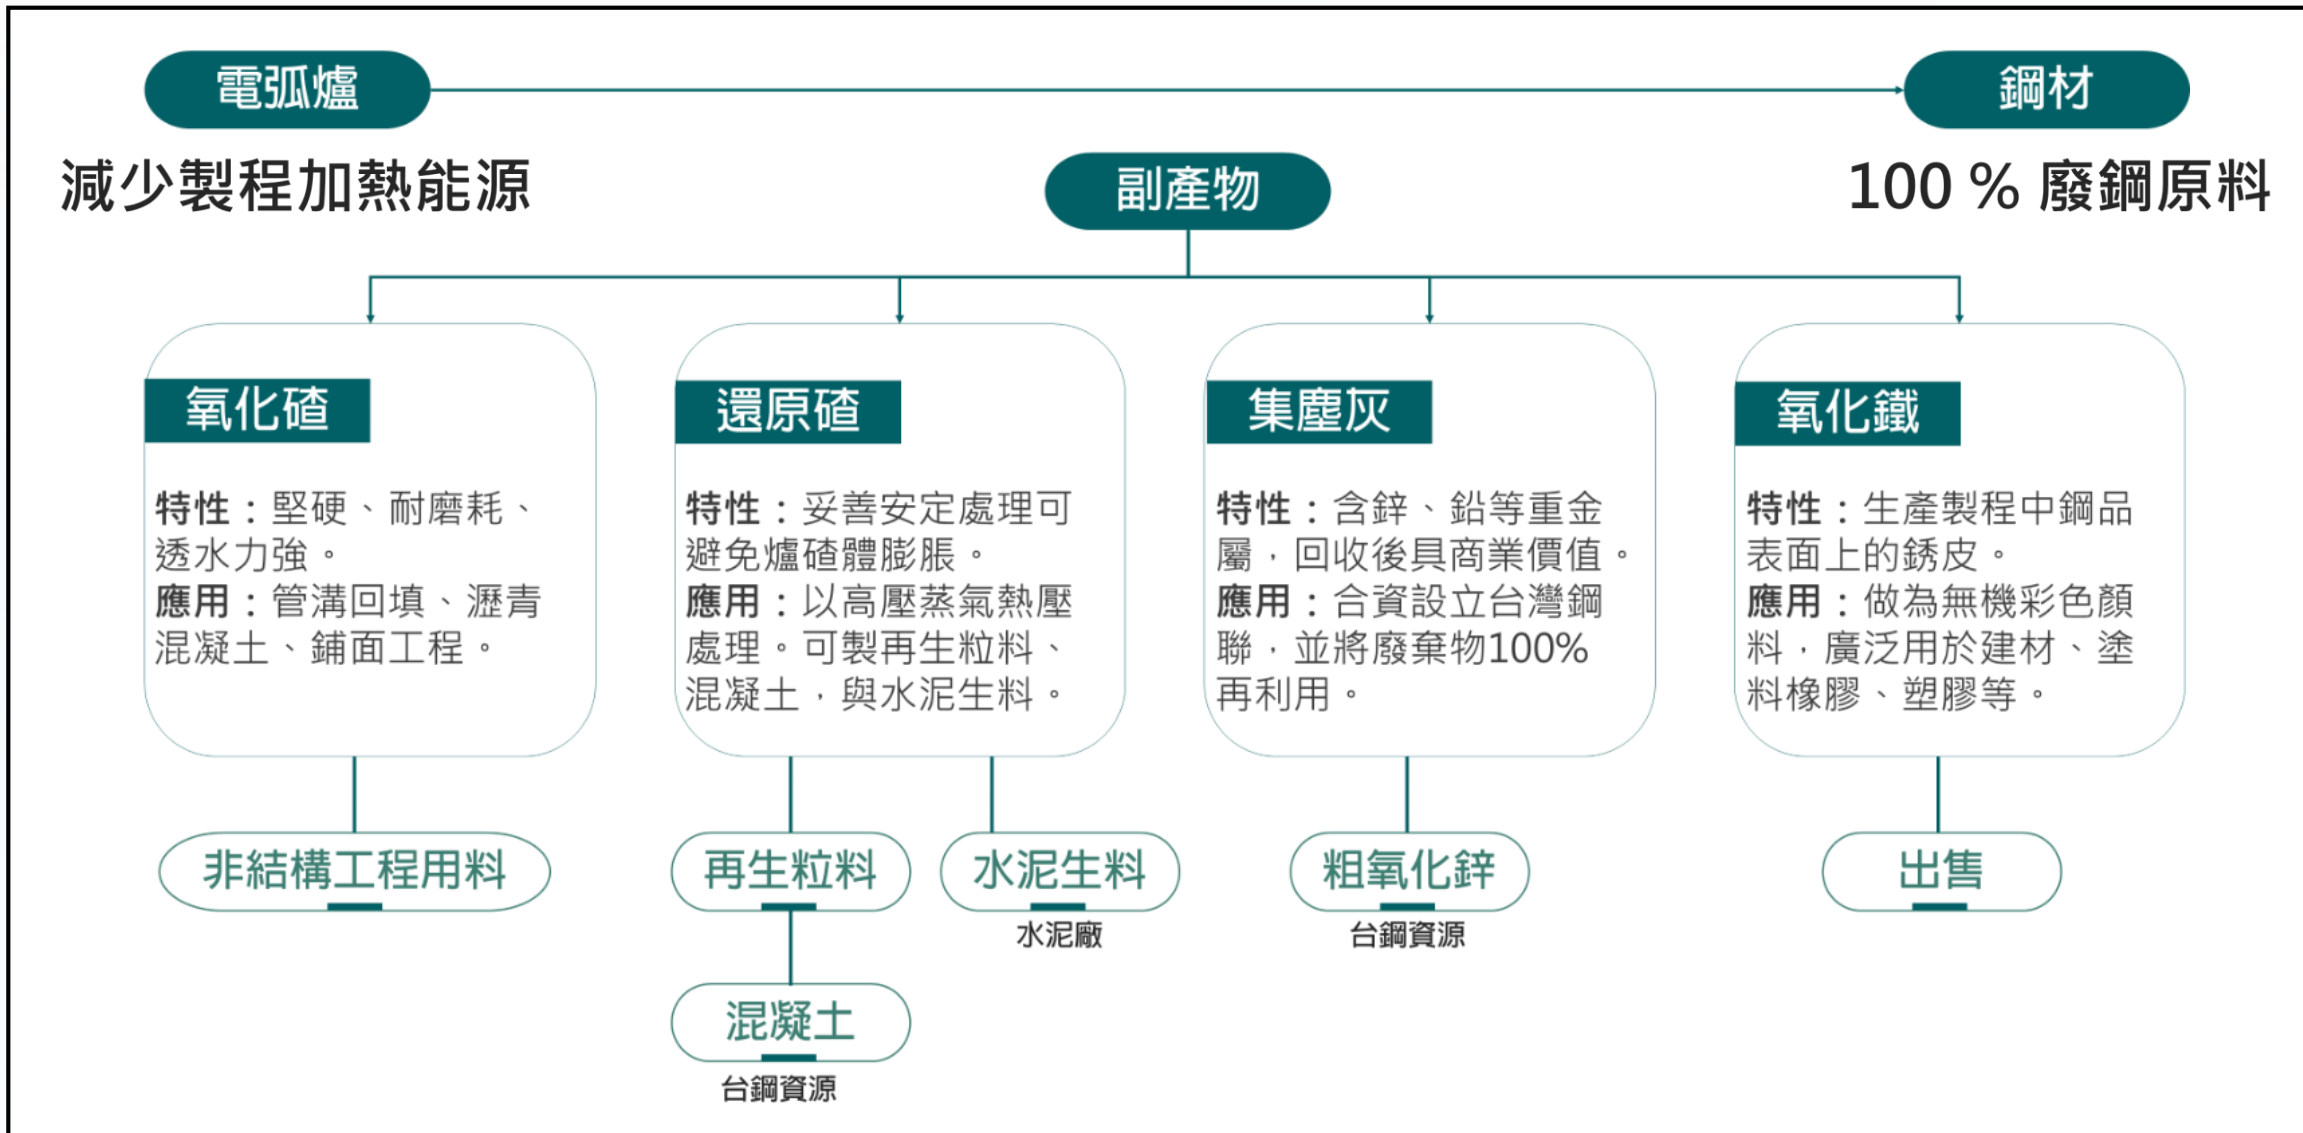 電弧爐
鋼材
減少製程加熱能源
副產物
100 % 廢鋼原料
氧化碴
特性：堅硬、耐磨耗、
透水力強。
應用：管溝回填、瀝青
混凝土、鋪面工程。
還原碴
特性：妥善安定處理可
避免爐碴體膨脹。
應用：以高壓蒸氣熱壓
處理。可製再生粒料、
混凝土，與水泥生料。
集塵灰
特性：含鋅、鉛等重金
屬，回收後具商業價值。
應用：合資設立台灣鋼
聯，並將廢棄物100%
再利用。
氧化鐵
特性：生產製程中鋼品
表面上的銹皮。
應用：做為無機彩色顏
料，廣泛用於建材、塗
料橡膠、塑膠等。
非結構工程用料
再生粒料
水泥生料
粗氧化鋅
出售
水泥廠
台鋼資源
混凝土
台鋼資源